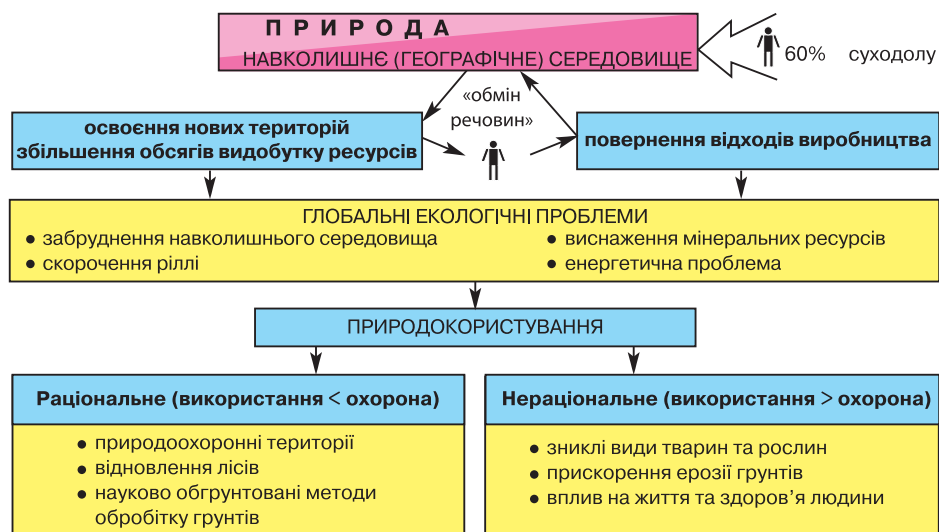 ПРИРОДА
НАВКОЛИШНЄ (ГЕОГРАФІЧНЕ) СЕРЕДОВИЩЕ
60% суходолу
«обмін
речовин»
освоєння нових територій
збільшення обсягів видобутку ресурсів
повернення відходів виробництва
ГЛОБАЛЬНІ ЕКОЛОГІЧНІ ПРОБЛЕМИ
• забруднення навколишнього середовища
• скорочення ріллі
• виснаження мінеральних ресурсів
• енергетична проблема
ПРИРОДОКОРИСТУВАННЯ
Раціональне (використання < охорона)
• природоохоронні території
• відновлення лісів
• науково обгрунтовані методи
обробітку грунтів
Нераціональне (використання > охорона)
• зниклі види тварин та рослин
• прискорення ерозії грунтів
• вплив на життя та здоров’я людини